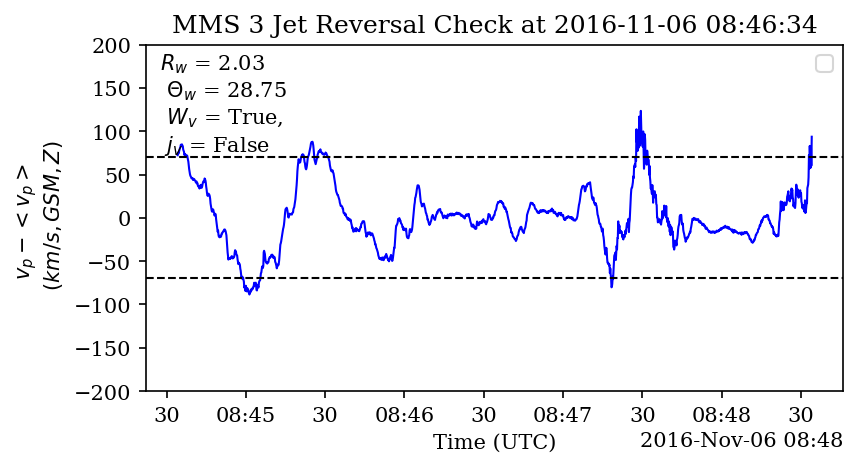 MMS 3 Jet Reversal Check at 2016-11-06 08:46:34
R_w = 2.03
Θ_w = 28.75
W_v = True,
j_v = False
v_p − < v_p >
(km/s, GSM, Z)
200
150
100
50
0
−50
−100
−150
−200
30 08:45 30 08:46 30 08:47 30 08:48 30
Time (UTC)
2016-Nov-06 08:48